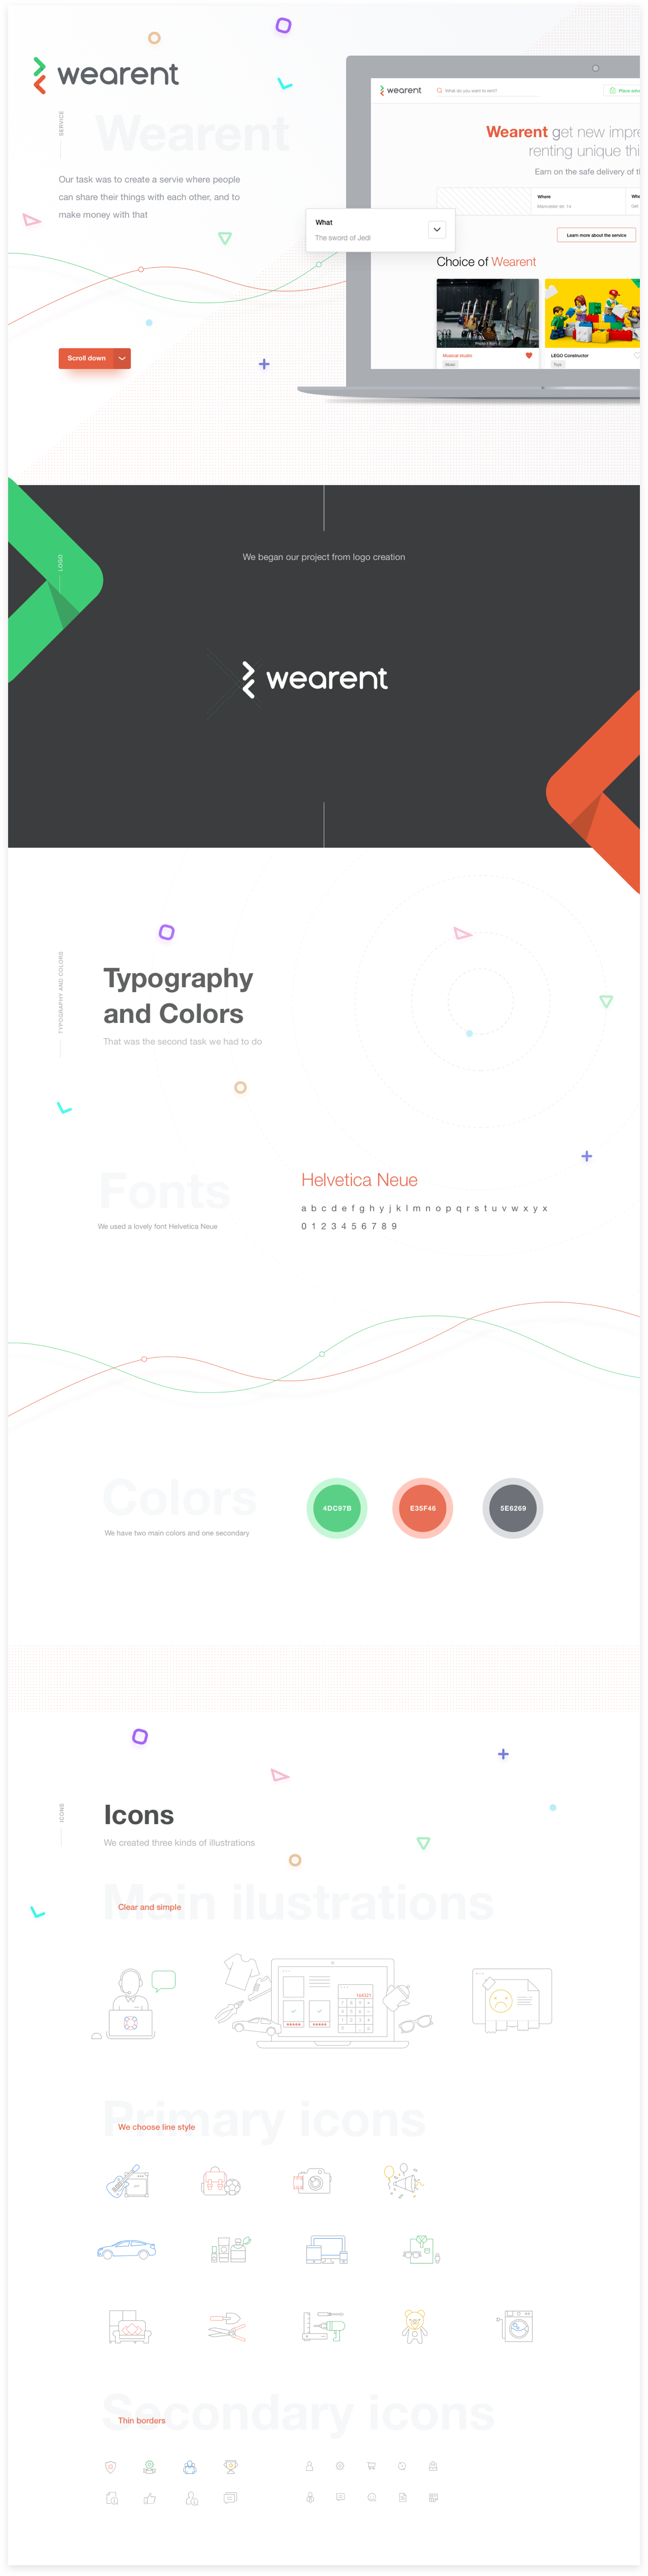 wearent
SERVICE
Wearent
Our task was to create a servie where people
can share their things with each other, and to
make money with that
Scroll down
wearent
What do you want to rent?
Wearent get new impre
renting unique thi
Earn on the safe delivery of t
What
The sword of Jedi
Where
Learn more about the service
Choice of Wearent
Musical studio
Music
LEGO Constructor
Toys
LOGO
We began our project from logo creation
wearent
TYPOGRAPHY AND COLORS
Typography
and Colors
That was the second task we had to do
Fonts
We used a lovely font Helvetica Neue
Helvetica Neue
a b c d e f g h y j k l m n o p q r s t u v w x y x
0 1 2 3 4 5 6 7 8 9
Colors
We have two main colors and one secondary
4DC97B
E35F46
5E6269
ICONS
Icons
We created three kinds of illustrations
Main ilustrations
Clear and simple
Primary icons
We choose line style
Secondary icons
Thin borders